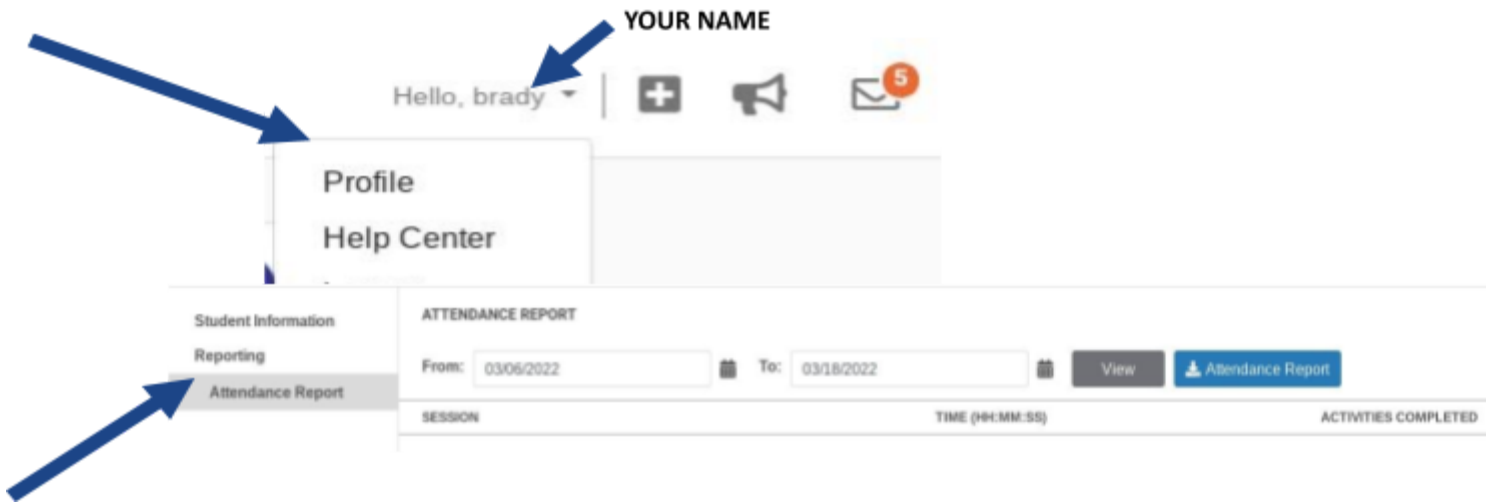 YOUR NAME
Hello, brady
5
Profile
Help Center
Student Information
Reporting
Attendance Report
ATTENDANCE REPORT
From: 03/06/2022 To: 03/18/2022 View Attendance Report
SESSION TIME (HH:MM:SS) ACTIVITIES COMPLETED